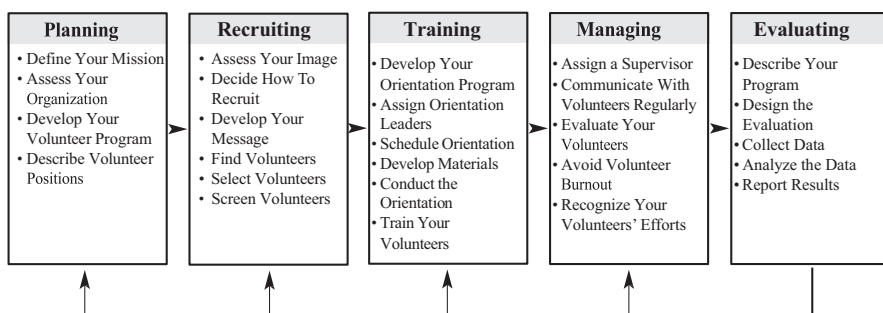 Planning
• Define Your Mission
• Assess Your
Organization
• Develop Your
Volunteer Program
• Describe Volunteer
Positions
Recruiting
• Assess Your Image
• Decide How To
Recruit
• Develop Your
Message
• Find Volunteers
• Select Volunteers
• Screen Volunteers
Training
• Develop Your
Orientation Program
• Assign Orientation
Leaders
• Schedule Orientation
• Develop Materials
• Conduct the
Orientation
• Train Your
Volunteers
Managing
• Assign a Supervisor
• Communicate With
Volunteers Regularly
• Evaluate Your
Volunteers
• Avoid Volunteer
Burnout
• Recognize Your
Volunteers’ Efforts
Evaluating
• Describe Your
Program
• Design the
Evaluation
• Collect Data
• Analyze the Data
• Report Results